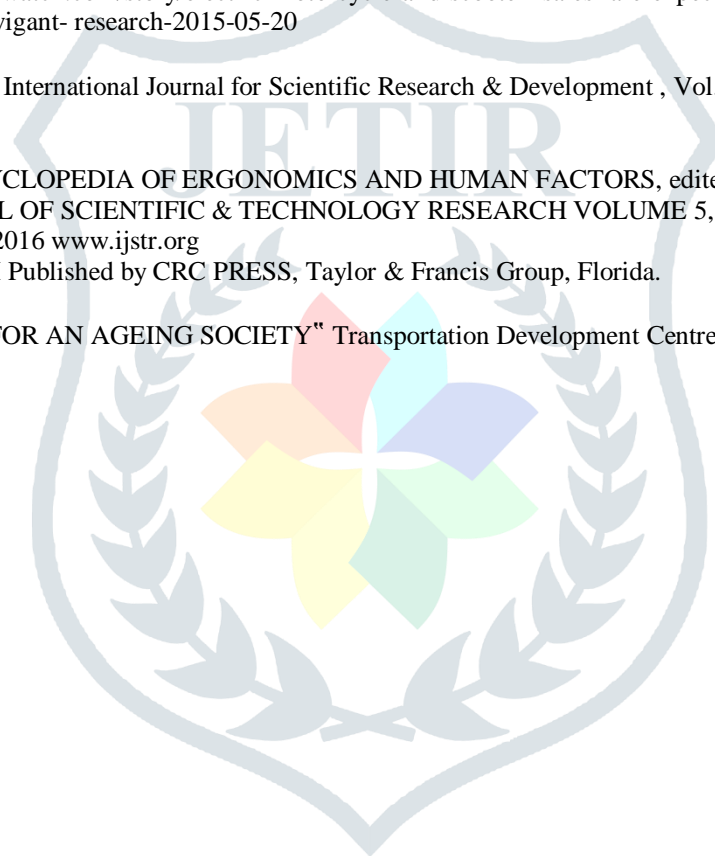 vigant- research-2015-05-20
International Journal for Scientific Research & Development , Vol.
JETIR
CYCLOPEDIA OF ERGONOMICS AND HUMAN FACTORS, edite
L OF SCIENTIFIC & TECHNOLOGY RESEARCH VOLUME 5,
2016 www.ijstr.org
Published by CRC PRESS, Taylor & Francis Group, Florida.
FOR AN AGEING SOCIETY‟ Transportation Development Centre